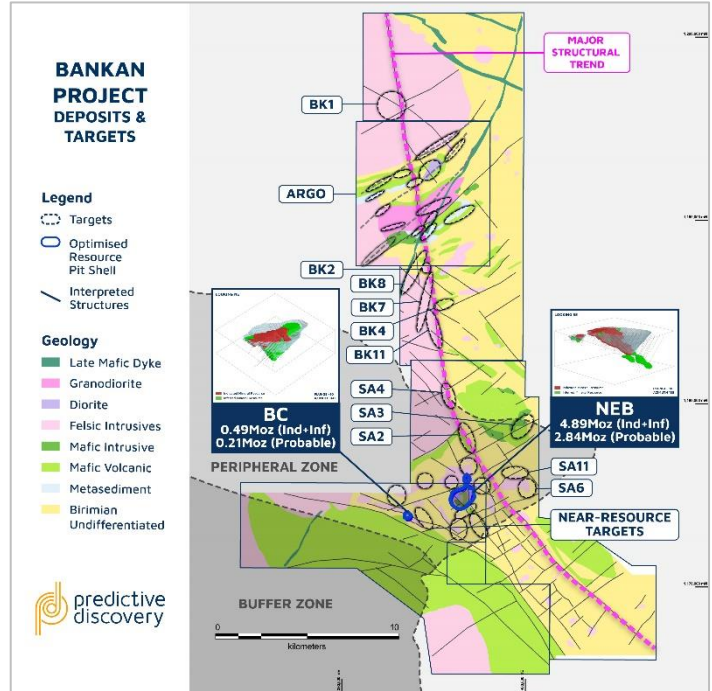 BANKAN
PROJECT
DEPOSITS &
TARGETS
Legend
Targets
Optimised
Resource
Pit Shell
Interpreted
Structures
Geology
Late Mafic Dyke
Granodiorite
Diorite
Felsic Intrusives
Mafic Intrusive
Mafic Volcanic
Metasediment
Birimian
Undifferentiated
predictive
discovery
MAJOR
STRUCTURAL
TREND
BK1
ARGO
BK2
BK8
BK7
BK4
BK11
SA4
SA3
SA2
SA11
SA6
NEAR-RESOURCE
TARGETS
BC
0.49Moz (Ind+Inf)
0.21Moz (Probable)
NEB
4.89Moz (Ind+Inf)
2.84Moz (Probable)
PERIPHERAL ZONE
BUFFER ZONE
0
10
kilometers